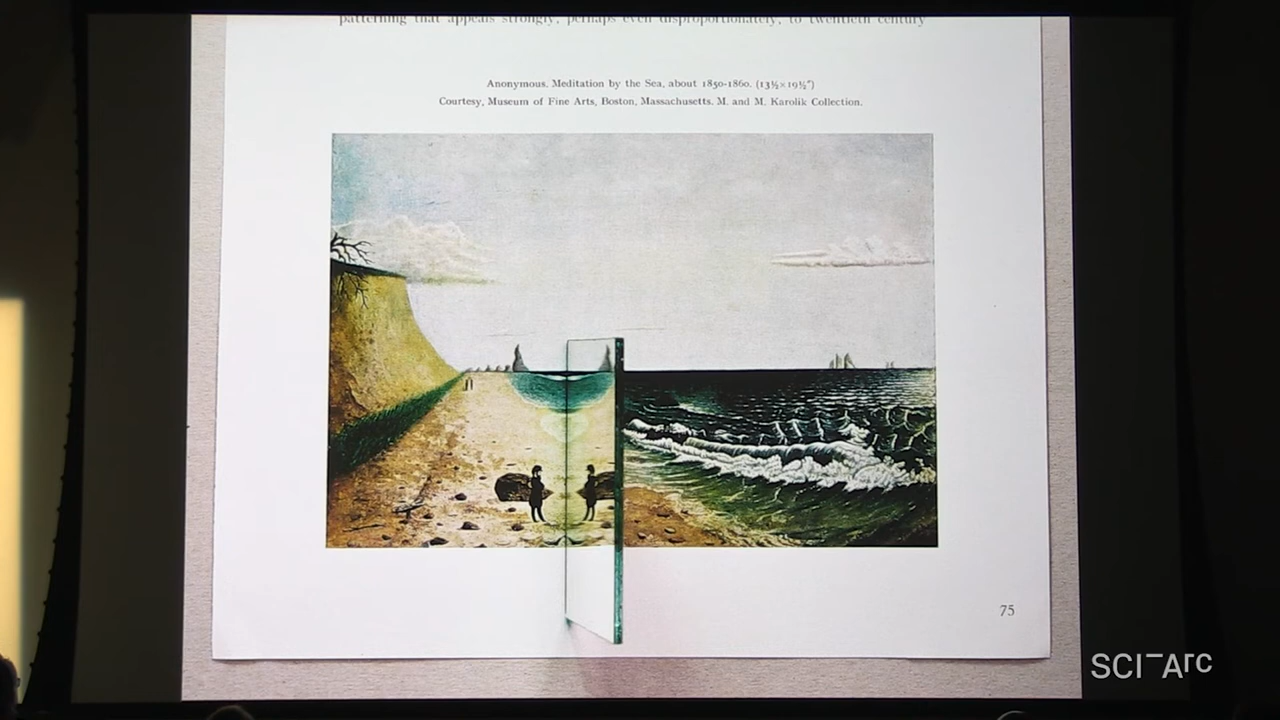 patterning that appeals strongly, perhaps even disproportionately, to twentieth century
Anonymous, Meditation by the Sea, about 1850-1860. (13½×19½")
Courtesy, Museum of Fine Arts, Boston, Massachusetts. M. and M. Karolik Collection.
75
SCI-Arc